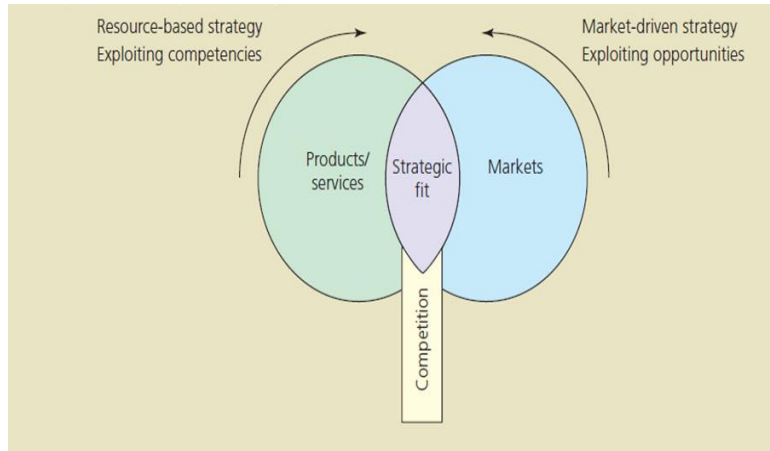 Resource-based strategy
Exploiting competencies
Market-driven strategy
Exploiting opportunities
Products/
services
Strategic
fit
Markets
Competition